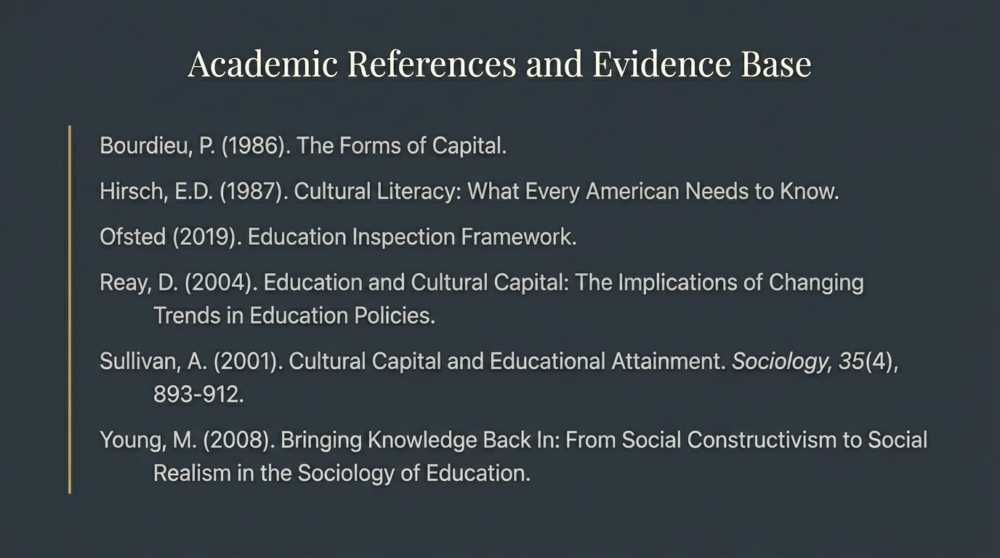 Academic References and Evidence Base
Bourdieu, P. (1986). The Forms of Capital.
Hirsch, E.D. (1987). Cultural Literacy: What Every American Needs to Know.
Ofsted (2019). Education Inspection Framework.
Reay, D. (2004). Education and Cultural Capital: The Implications of Changing
Trends in Education Policies.
Sullivan, A. (2001). Cultural Capital and Educational Attainment. Sociology, 35(4),
893-912.
Young, M. (2008). Bringing Knowledge Back In: From Social Constructivism to Social
Realism in the Sociology of Education.